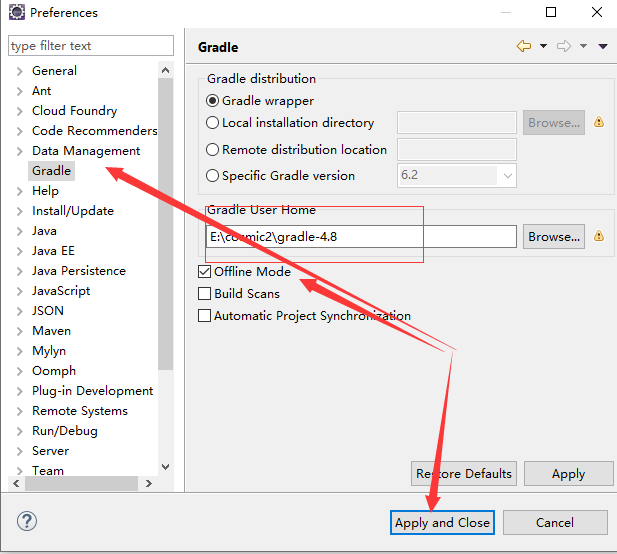 Preferences
type filter text
General
Ant
Cloud Foundry
Code Recommenders
Data Management
Gradle
Help
Install/Update
Java
Java EE
Java Persistence
JavaScript
JSON
Maven
Mylyn
Oomph
Plug-in Development
Remote Systems
Run/Debug
Server
Team
Gradle
Gradle distribution
Gradle wrapper
Local installation directory
Browse...
Remote distribution location
Specific Gradle version
6.2
Gradle User Home
E:\cosmic2\gradle-4.8
Browse...
Offline Mode
Build Scans
Automatic Project Synchronization
Restore Defaults
Apply
?
Apply and Close
Cancel